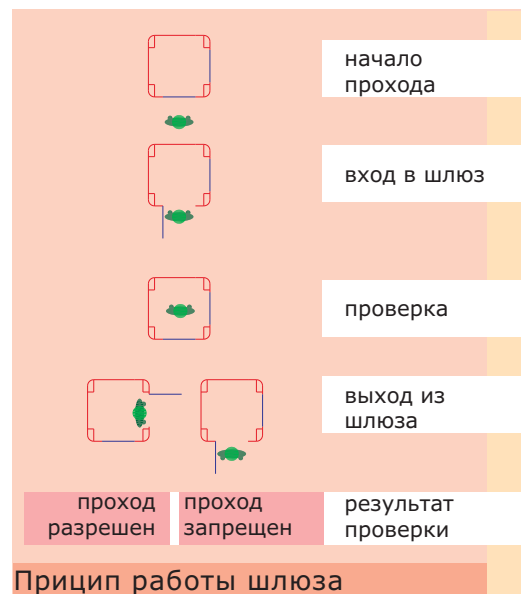 начало
прохода
вход в шлюз
проверка
выход из
шлюза
проход
разрешен
проход
запрещен
результат
проверки
Прицип работы шлюза